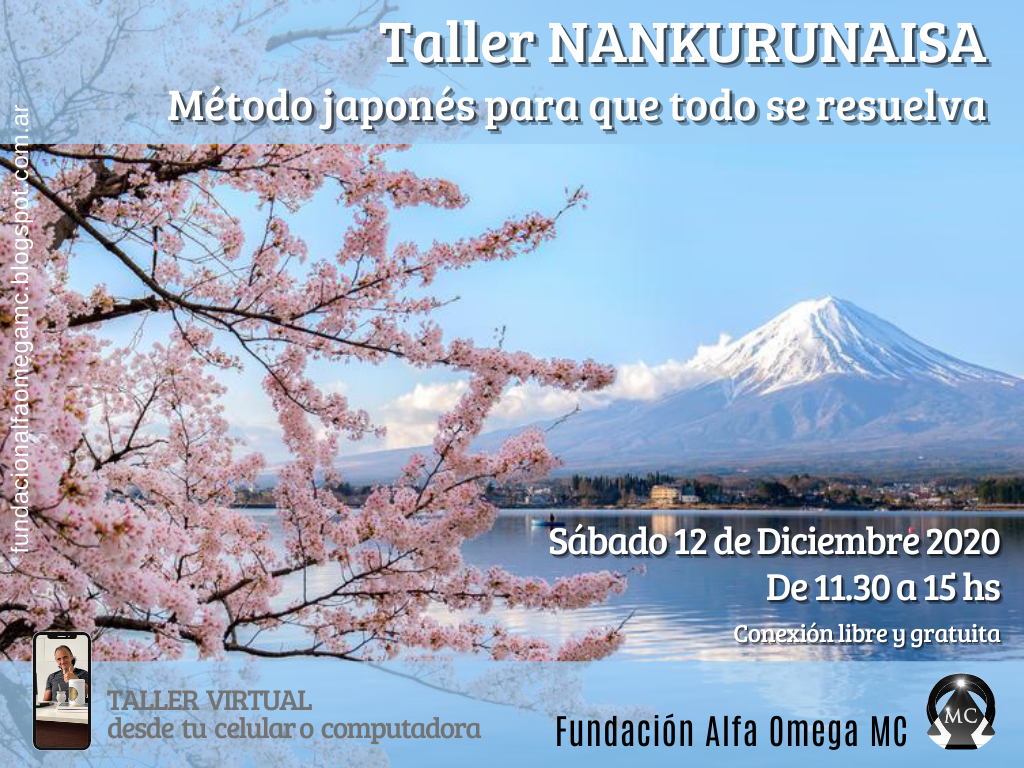 Taller NANKURUNAISA
Método japonés para que todo se resuelva
fundacionalfaomegamc.blogspot.com.ar
Sábado 12 de Diciembre 2020
De 11.30 a 15 hs
Conexión libre y gratuita
TALLER VIRTUAL
desde tu celular o computadora
Fundación Alfa Omega MC
MC